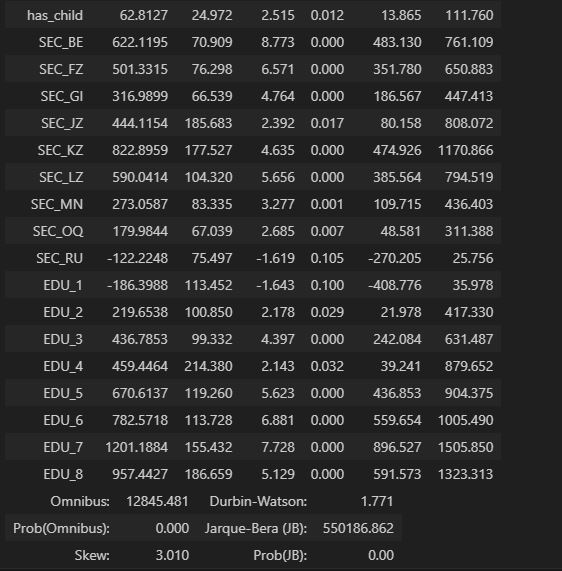 has_child 62.8127 24.972 2.515 0.012 13.865 111.760
SEC_BE 622.1195 70.909 8.773 0.000 483.130 761.109
SEC_FZ 501.3315 76.298 6.571 0.000 351.780 650.883
SEC_GI 316.9899 66.539 4.764 0.000 186.567 447.413
SEC_JZ 444.1154 185.683 2.392 0.017 80.158 808.072
SEC_KZ 822.8959 177.527 4.635 0.000 474.926 1170.866
SEC_LZ 590.0414 104.320 5.656 0.000 385.564 794.519
SEC_MN 273.0587 83.335 3.277 0.001 109.715 436.403
SEC_OQ 179.9844 67.039 2.685 0.007 48.581 311.388
SEC_RU -122.2248 75.497 -1.619 0.105 -270.205 25.756
EDU_1 -186.3988 113.452 -1.643 0.100 -408.776 35.978
EDU_2 219.6538 100.850 2.178 0.029 21.978 417.330
EDU_3 436.7853 99.332 4.397 0.000 242.084 631.487
EDU_4 459.4464 214.380 2.143 0.032 39.241 879.652
EDU_5 670.6137 119.260 5.623 0.000 436.853 904.375
EDU_6 782.5718 113.728 6.881 0.000 559.654 1005.490
EDU_7 1201.1884 155.432 7.728 0.000 896.527 1505.850
EDU_8 957.4427 186.659 5.129 0.000 591.573 1323.313
Omnibus: 12845.481 Durbin-Watson: 1.771
Prob(Omnibus): 0.000 Jarque-Bera (JB): 550186.862
Skew: 3.010 Prob(JB): 0.00